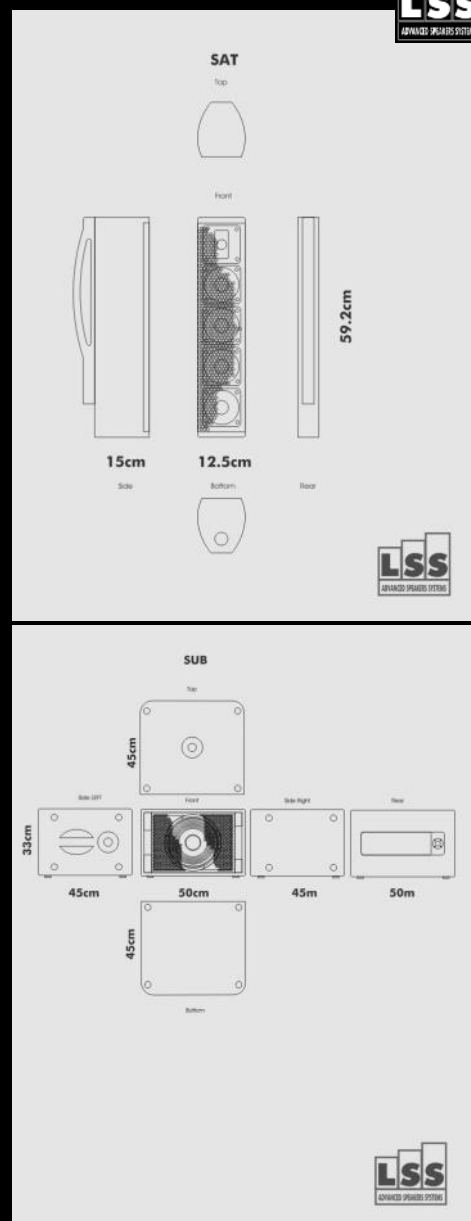 LSS
ADVANCED SPEAKERS SYSTEMS
SAT
Top
Front
59.2cm
15cm
12.5cm
Side
Bottom
Rear
LSS
ADVANCED SPEAKERS SYSTEMS
SUB
Top
45cm
Side LEFT
Front
Side Right
Rear
33cm
45cm
50cm
45m
50m
45cm
Bottom
LSS
ADVANCED SPEAKERS SYSTEMS